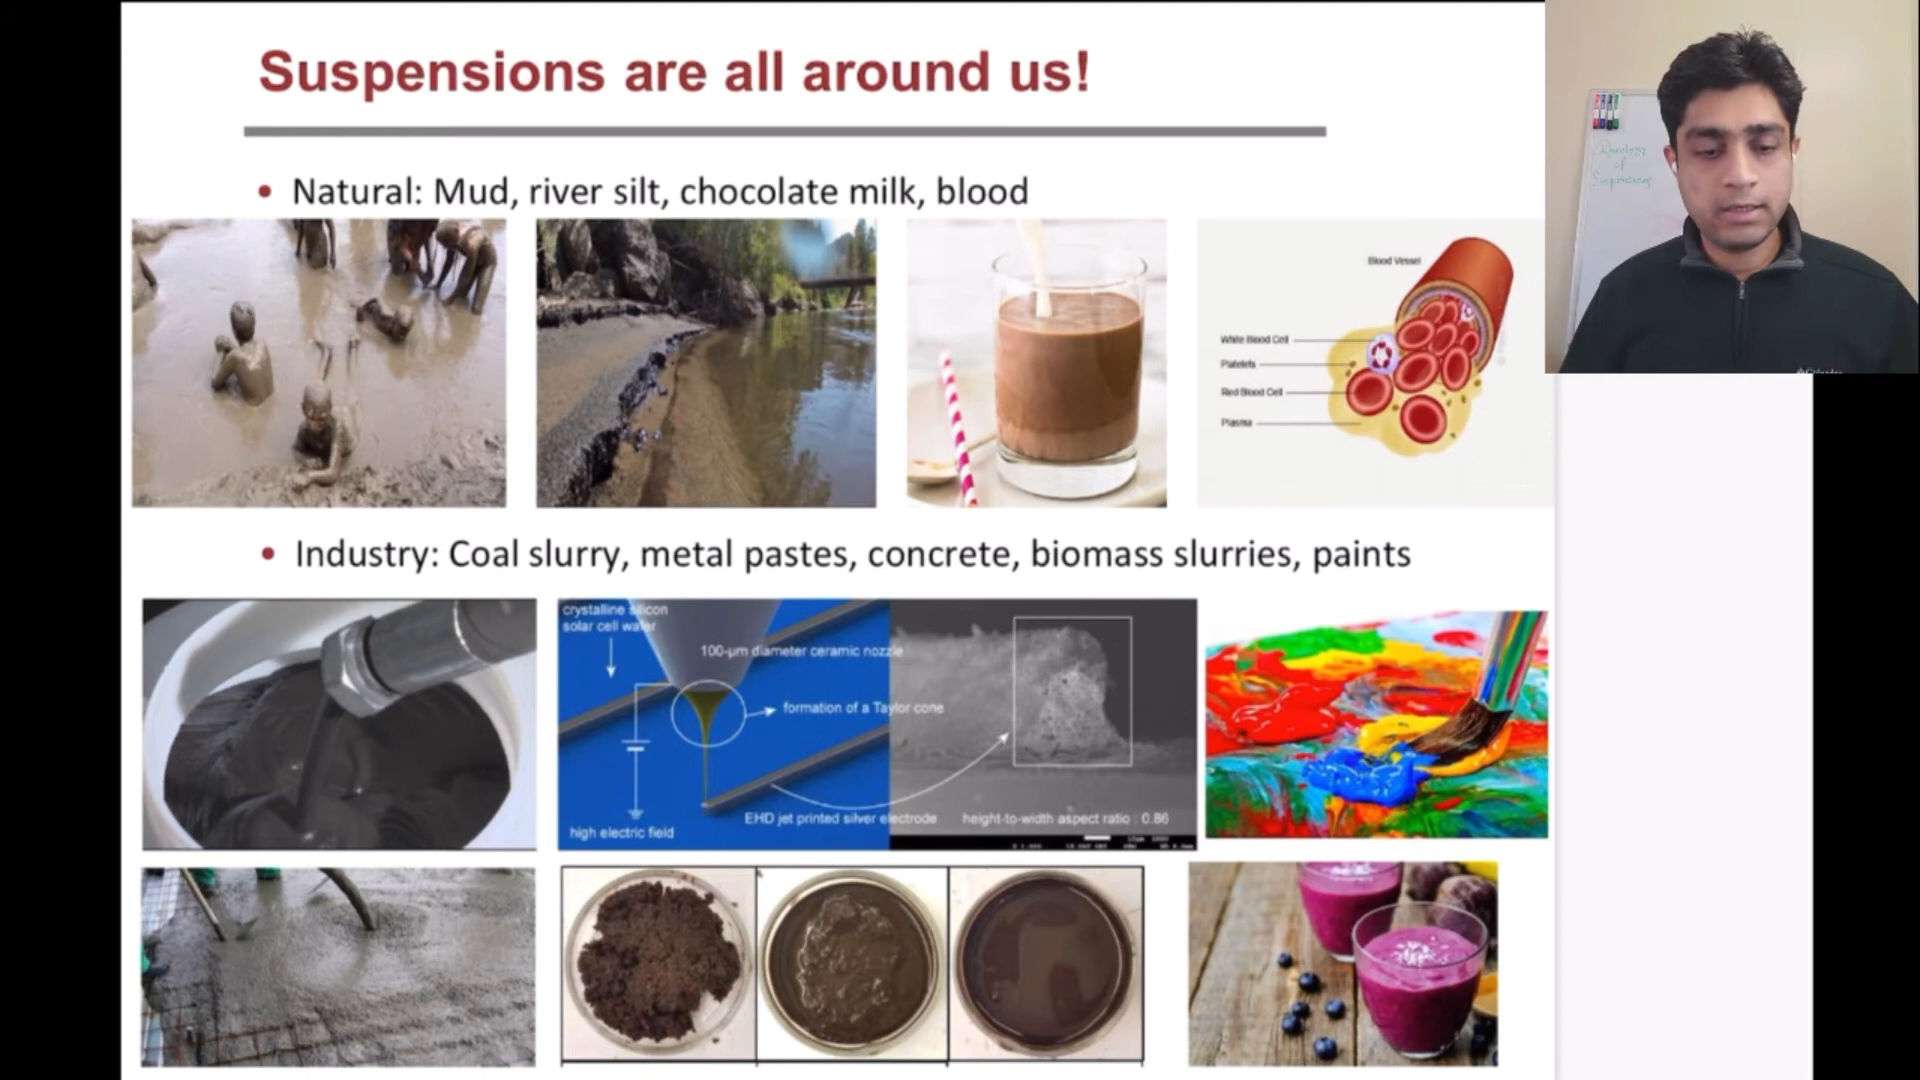 Suspensions are all around us!
• Natural: Mud, river silt, chocolate milk, blood
Blood Vessel
White Blood Cell
Platelets
Red Blood Cell
Plasma
Rheology
of
Suspensions
• Industry: Coal slurry, metal pastes, concrete, biomass slurries, paints
crystalline silicon
solar cell wafer
100-μm diameter ceramic nozzle
formation of a Taylor cone
EHD jet printed silver electrode
height-to-width aspect ratio : 0.86
high electric field